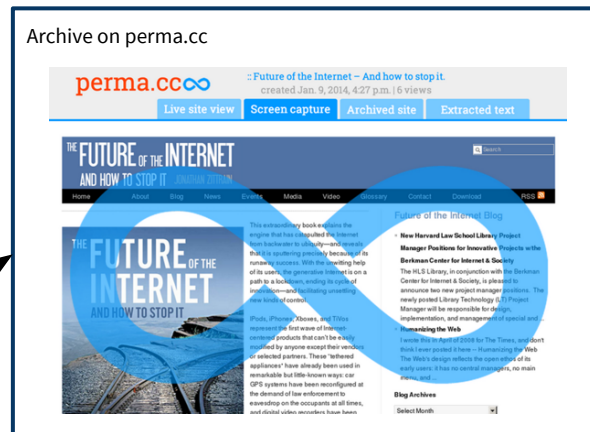 Archive on perma.cc
perma.cc
:: Future of the Internet – And how to stop it.
created Jan. 9, 2014, 4:27 p.m. | 6 views
Live site view Screen capture Archived site Extracted text
THE FUTURE OF THE INTERNET
AND HOW TO STOP IT JONATHAN ZITTRAIN
Search
Home About Blog News Events Media Video Glossary Contact Download RSS
THE FUTURE OF THE
INTERNET
AND HOW TO STOP IT
This extraordinary book explains the
engine that has catapulted the Internet
from backwater to ubiquity—and reveals
that it is sputtering precisely because of its
runaway success. With the unwitting help
of its users, the generative Internet is on a
path to a lockdown, ending its cycle of
innovation—and facilitating unsettling
new kinds of control.
IPods, iPhones, Xboxes, and TiVos
represent the first wave of Internet-
centered products that can't be easily
modified by anyone except their vendors
or selected partners. These "tethered
appliances" have already been used in
remarkable but little-known ways: car
GPS systems have been reconfigured at
the demand of law enforcement to
eavesdrop on the occupants at all times,
and digital video recorders have been
Future of the Internet Blog
New Harvard Law School Library Project
Manager Positions for Innovative Projects w/the
Berkman Center for Internet & Society
The HLS Library, in conjunction with the Berkman
Center for Internet & Society, is pleased to
announce two new project manager positions. The
newly posted Library Technology (LT) Project
Manager will be responsible for design,
implementation, and management of special and ...
Humanizing the Web
I wrote this in April of 2008 for The Times, and don't
think I ever posted it here -- Humanizing the Web
The Web's design reflects the open ethos of its
early users: it has no central managers, no main
menu, and ...
Blog Archives
Select Month